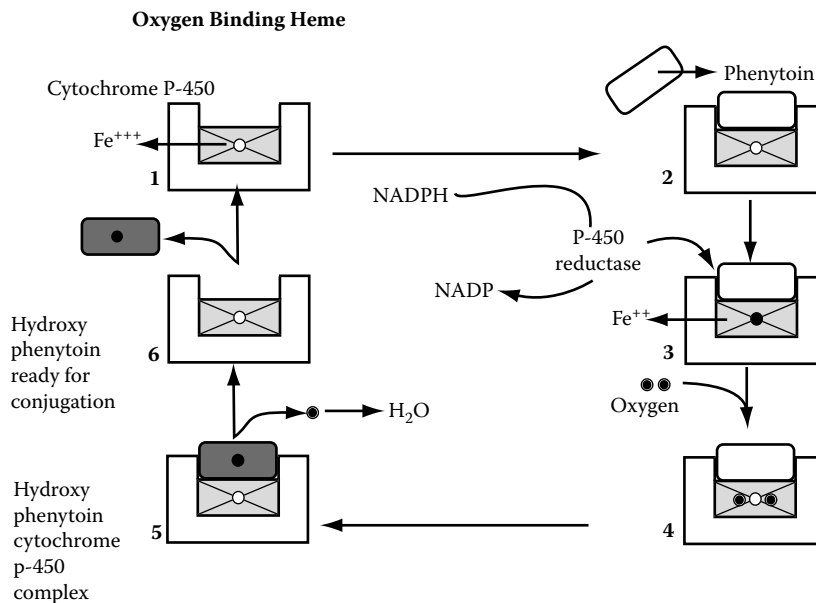 Oxygen Binding Heme
Cytochrome P-450
Fe+++
1
Phenytoin
2
NADPH
P-450
reductase
NADP
Fe++
3
Oxygen
4
Hydroxy
phenytoin
ready for
conjugation
6
H2O
Hydroxy
phenytoin
cytochrome
p-450
complex
5